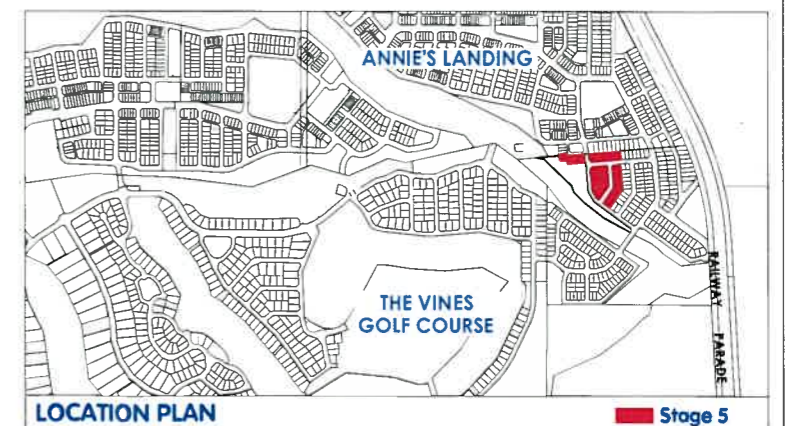 ANNIE'S LANDING
RAILWAY PARADE
THE VINES
GOLF COURSE
LOCATION PLAN
Stage 5